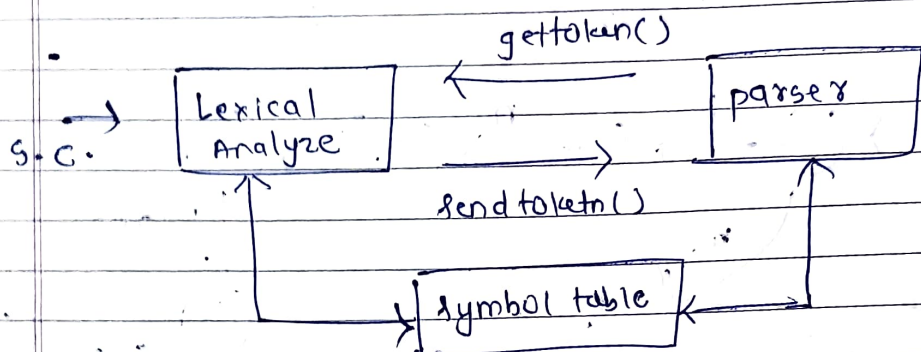 gettoken()
Lexical
Analyze
parser
S.C.
sendtoketn()
symbol table